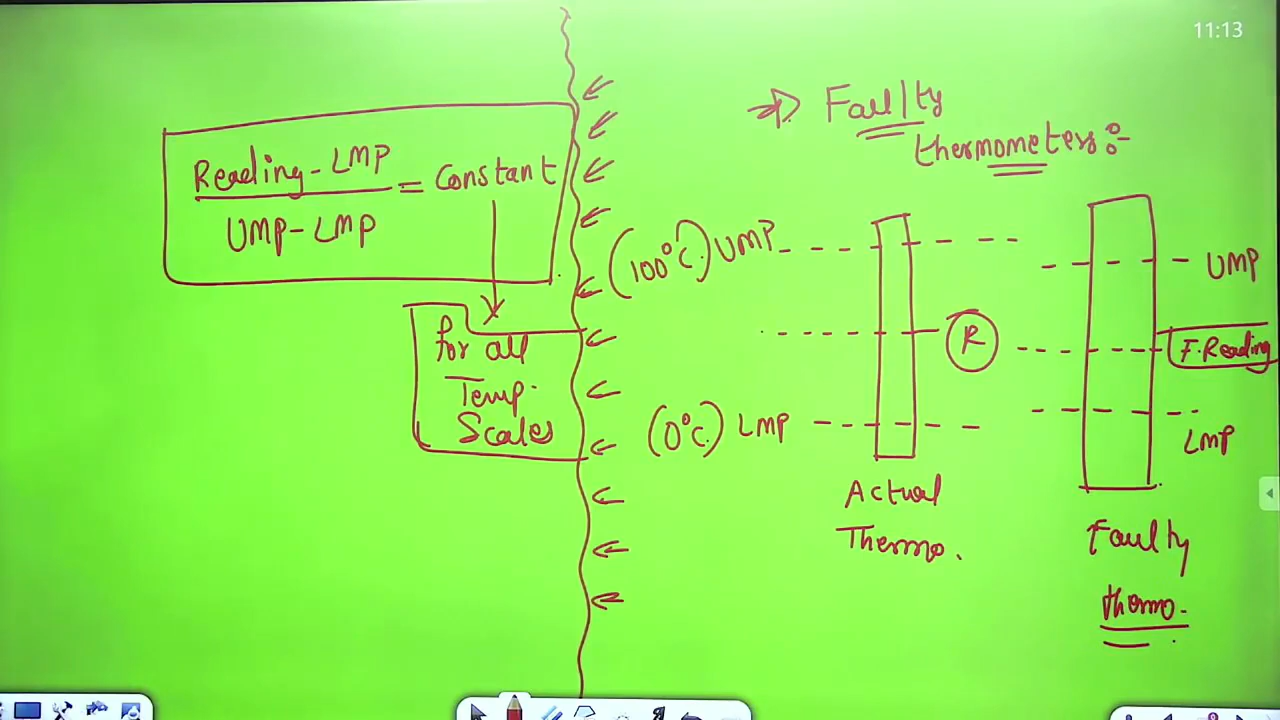 11:13
Reading - LMP
UMP - LMP
= Constant
for all
Temp.
Scales
⇒ Faulty
thermometers :-
(100°C) UMP
R
(0°C) LMP
Actual
Thermo.
UMP
F. Reading
LMP
Faulty
thermo.